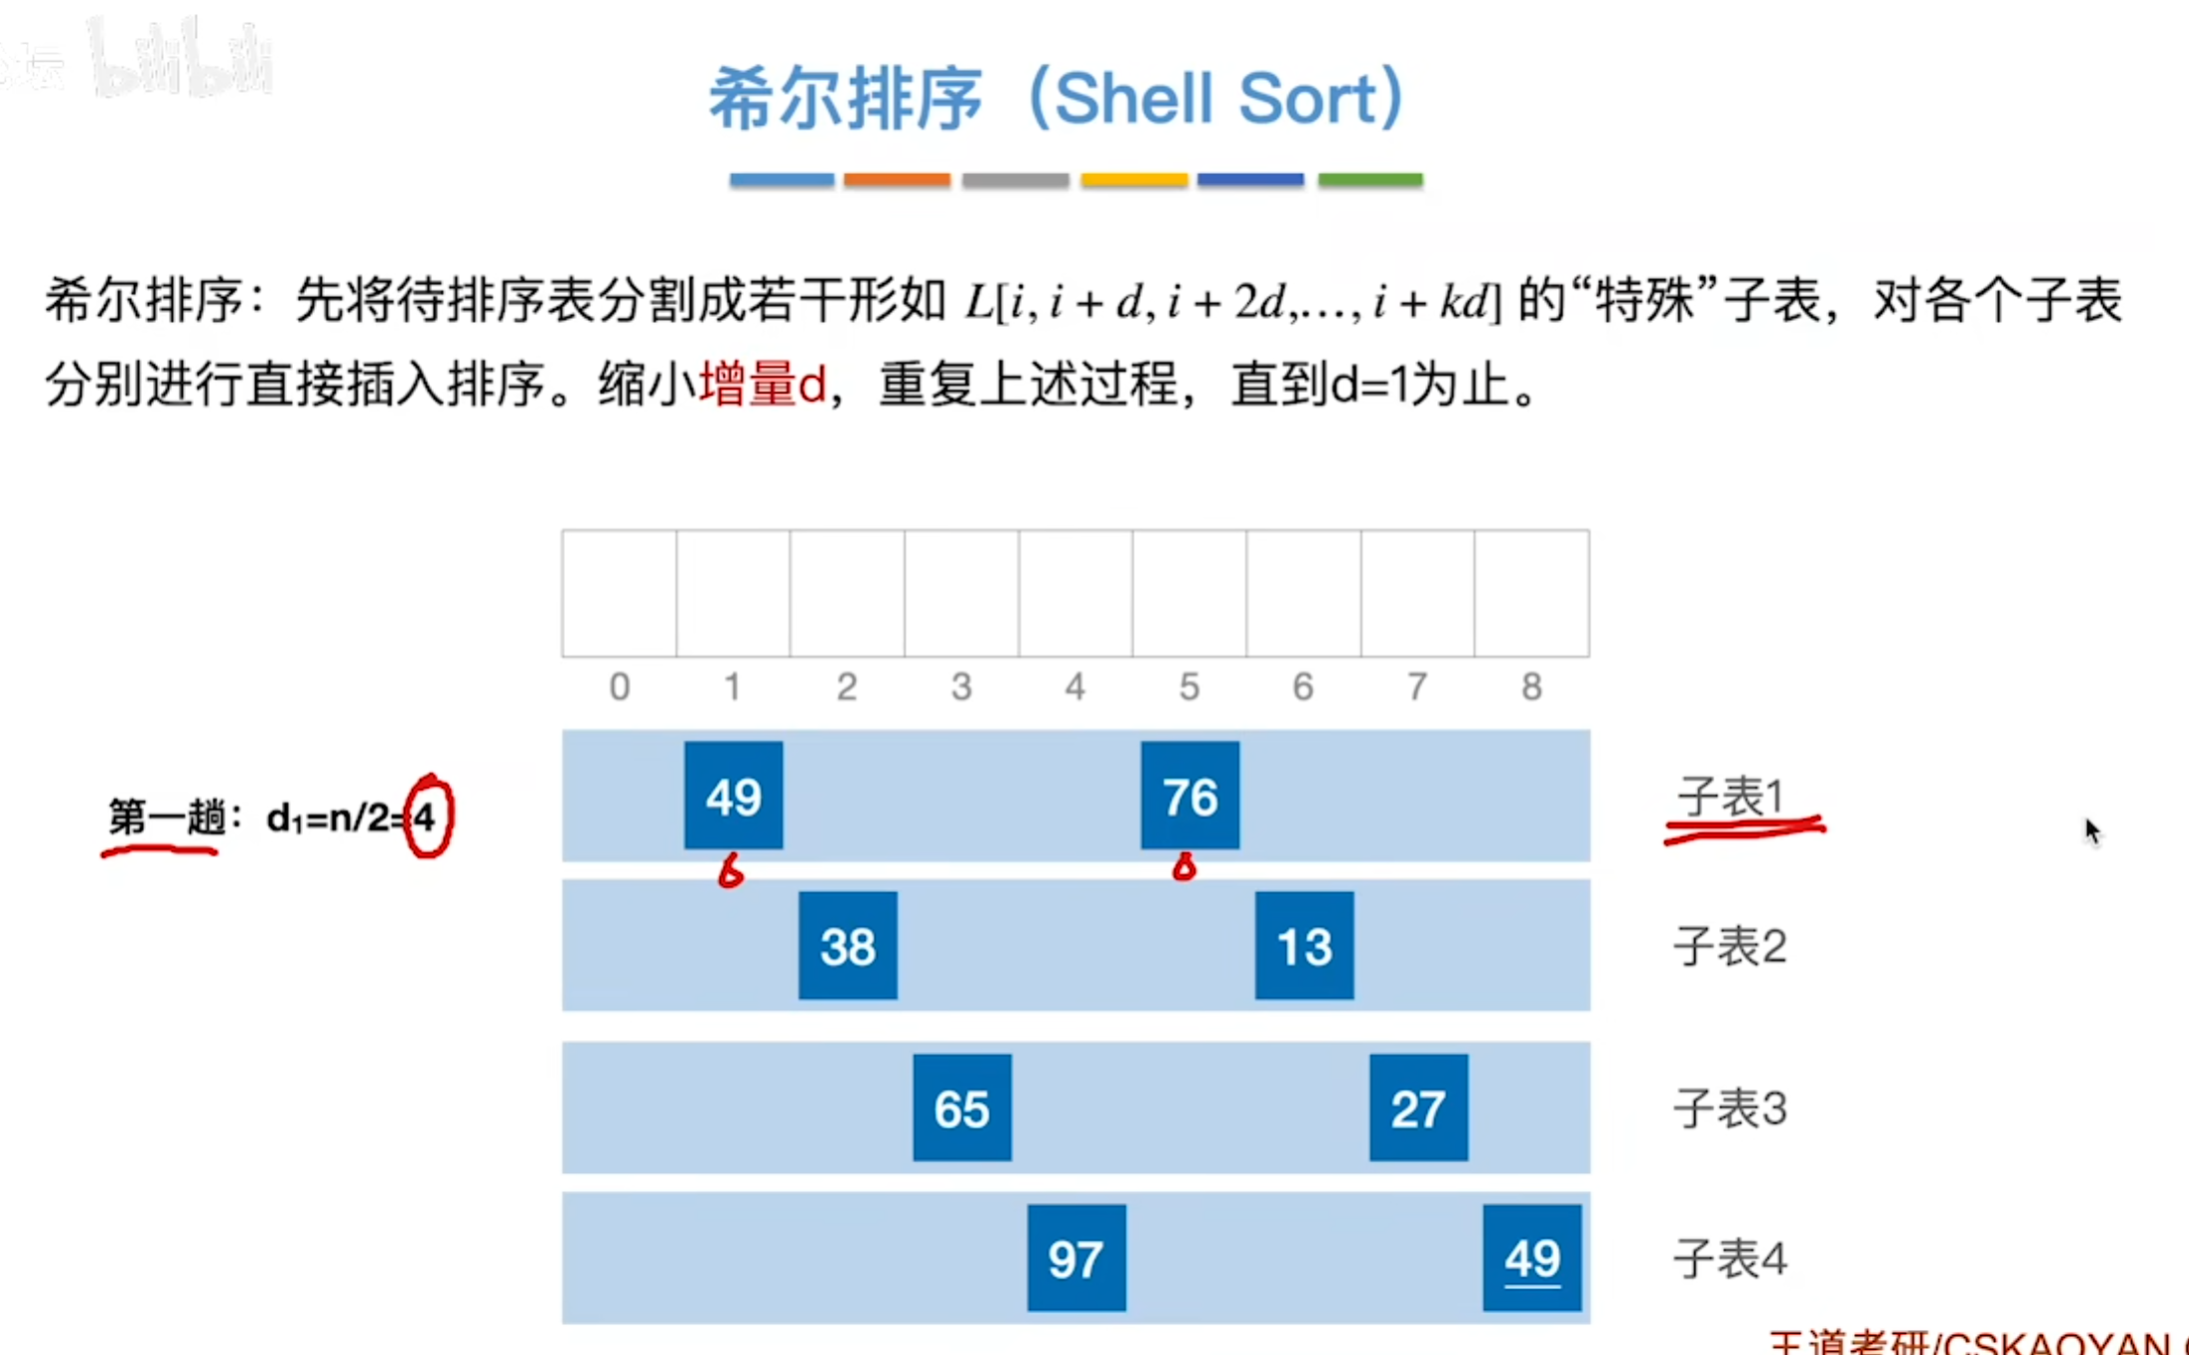 坛 bilibili
希尔排序（Shell Sort）
希尔排序：先将待排序表分割成若干形如 L[i, i + d, i + 2d,..., i + kd] 的“特殊”子表，对各个子表
分别进行直接插入排序。缩小增量d，重复上述过程，直到d=1为止。
0 1 2 3 4 5 6 7 8
第一趟：d₁=n/2=4
49 76 子表1
38 13 子表2
65 27 子表3
97 49 子表4
王道考研/CSKAOYAN.